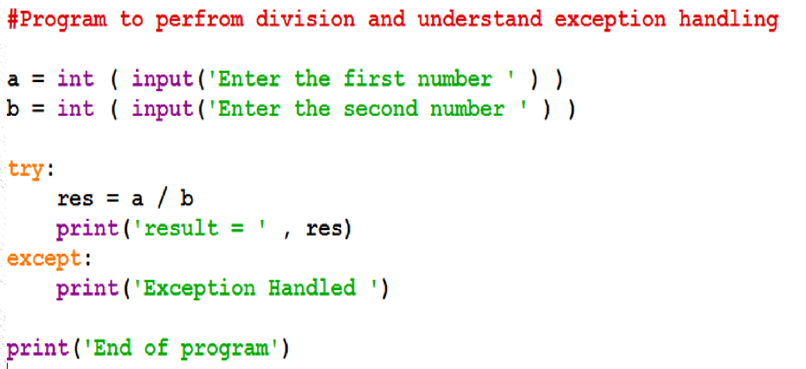 #Program to perfrom division and understand exception handling
a = int ( input('Enter the first number ' ) )
b = int ( input('Enter the second number ' ) )
try:
    res = a / b
    print('result = ' , res)
except:
    print('Exception Handled ')
print('End of program')